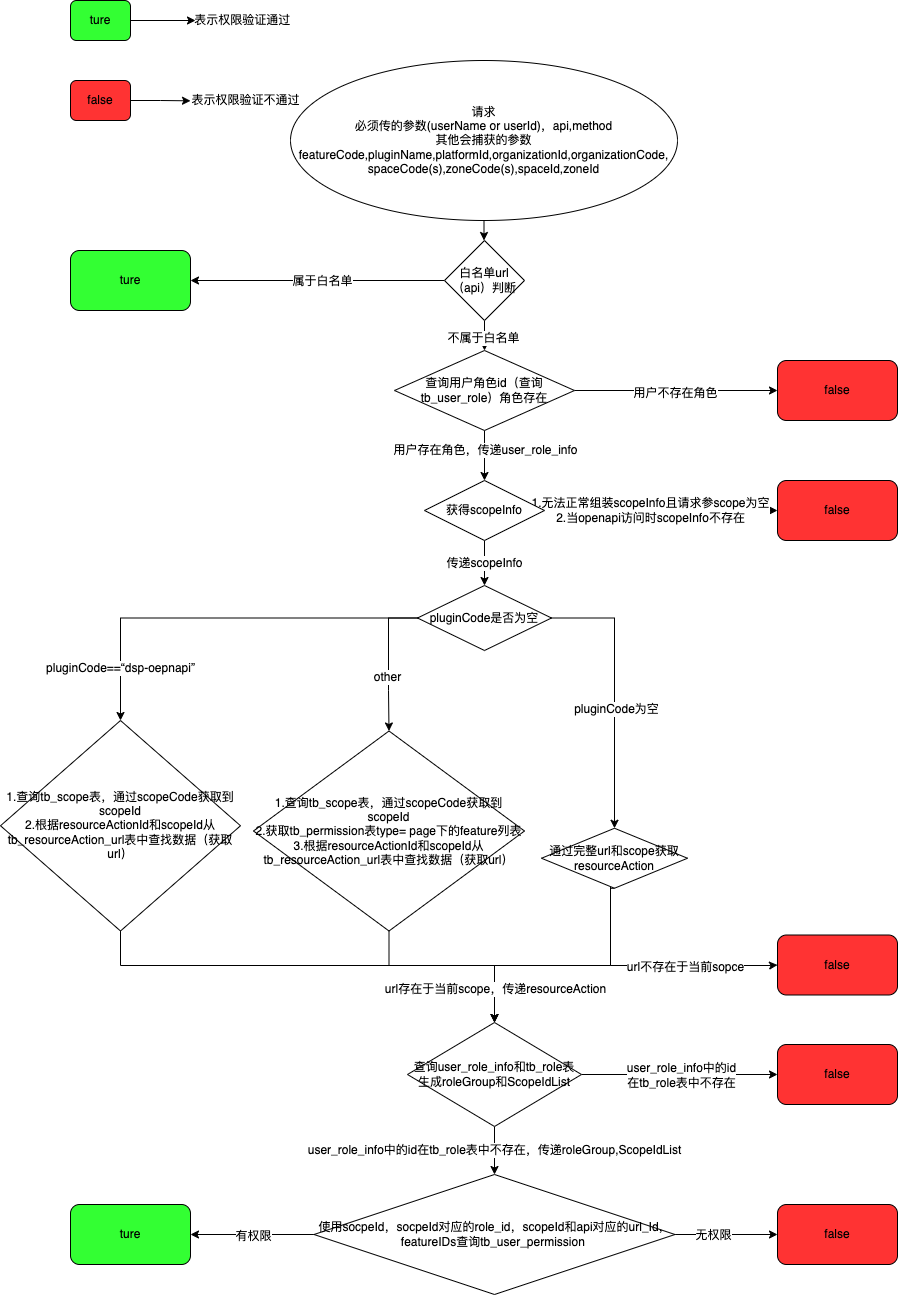 ture
表示权限验证通过
false
表示权限验证不通过
请求
必须传的参数(userName or userId)，api,method
其他会捕获的参数
featureCode,pluginName,platformId,organizationId,organizationCode,
spaceCode(s),zoneCode(s),spaceId,zoneId
白名单url
（api）判断
属于白名单
ture
不属于白名单
查询用户角色id（查询
tb_user_role）角色存在
用户不存在角色
false
用户存在角色，传递user_role_info
获得scopeInfo
1.无法正常组装scopeInfo且请求参scope为空
2.当openapi访问时scopeInfo不存在
false
传递scopeInfo
pluginCode是否为空
pluginCode==“dsp-oepnapi”
other
pluginCode为空
1.查询tb_scope表，通过scopeCode获取到
scopeId
2.根据resourceActionId和scopeId从
tb_resourceAction_url表中查找数据（获取
url）
1.查询tb_scope表，通过scopeCode获取到
scopeId
2.获取tb_permission表type= page下的feature列表
3.根据resourceActionId和scopeId从
tb_resourceAction_url表中查找数据（获取url）
通过完整url和scope获取
resourceAction
url不存在于当前sopce
false
url存在于当前scope，传递resourceAction
查询user_role_info和tb_role表
生成roleGroup和ScopeIdList
user_role_info中的id
在tb_role表中不存在
false
user_role_info中的id在tb_role表中不存在，传递roleGroup,ScopeIdList
使用socpeId，socpeId对应的role_id，scopeId和api对应的url_Id,
featureIDs查询tb_user_permission
有权限
ture
无权限
false